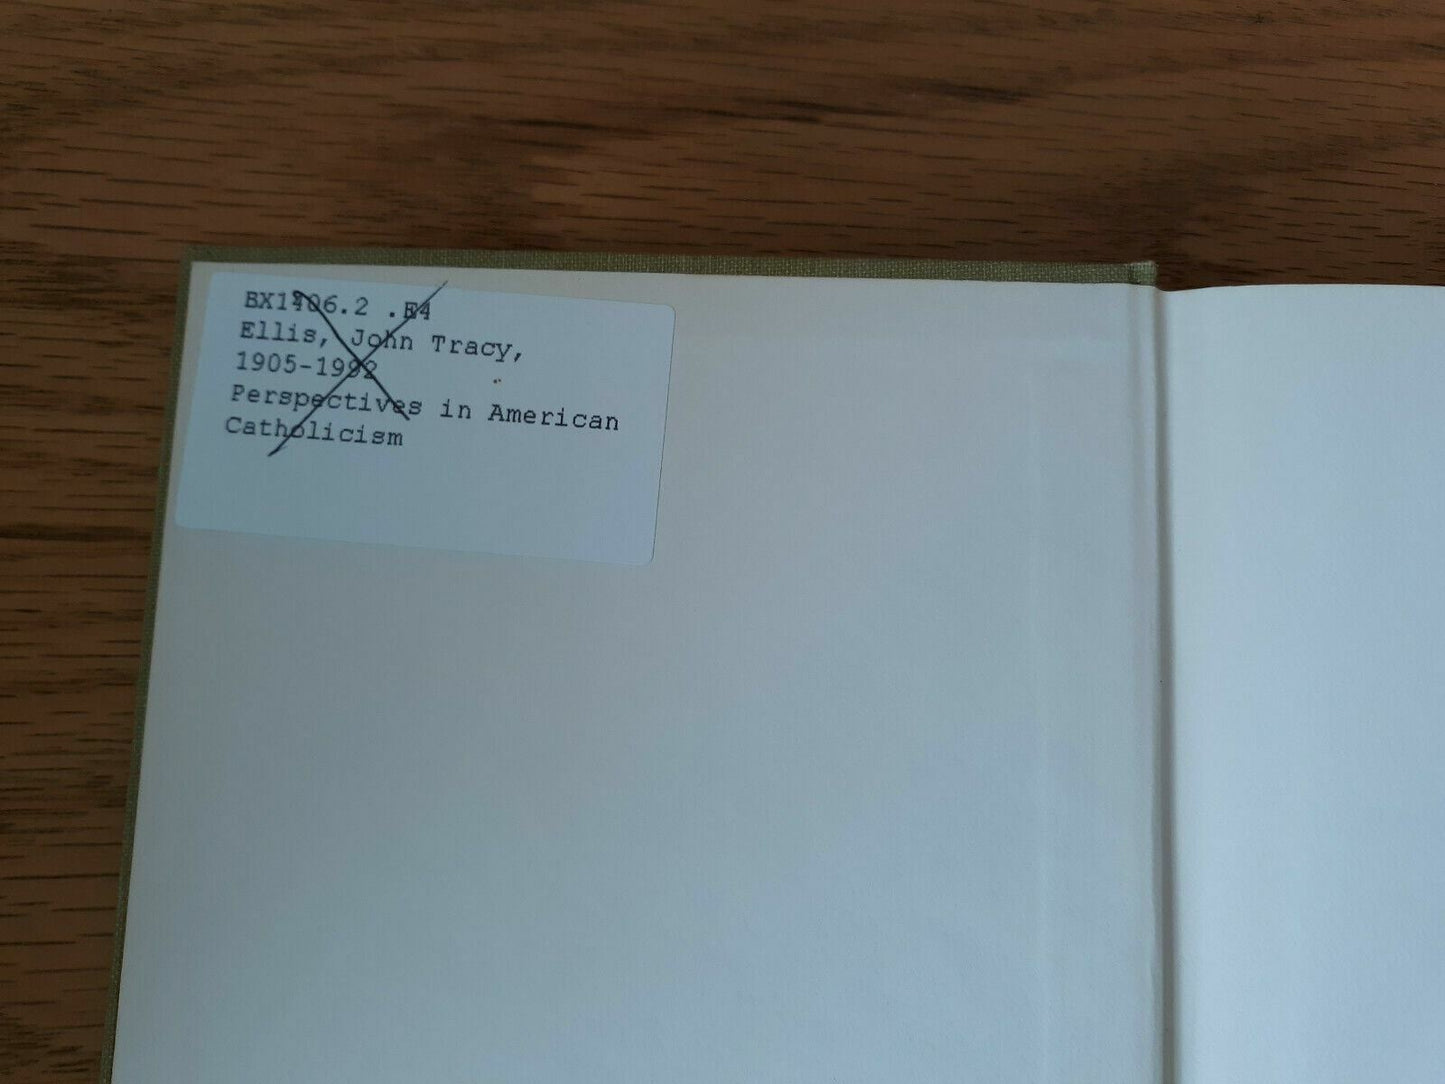 BX1406.2 .E4
Ellis, John Tracy,
1905-1992
Perspectives in American
Catholicism